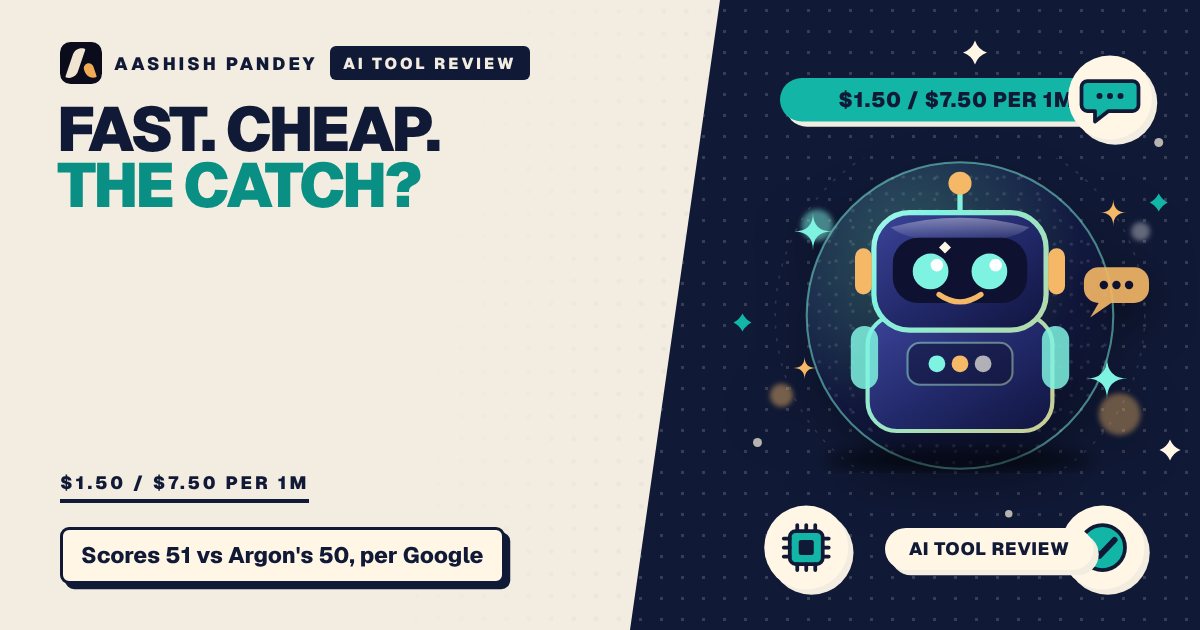 AASHISH PANDEY
AI TOOL REVIEW
FAST. CHEAP.
THE CATCH?
$1.50 / $7.50 PER 1M
Scores 51 vs Argon's 50, per Google
$1.50 / $7.50 PER 1M
AI TOOL REVIEW